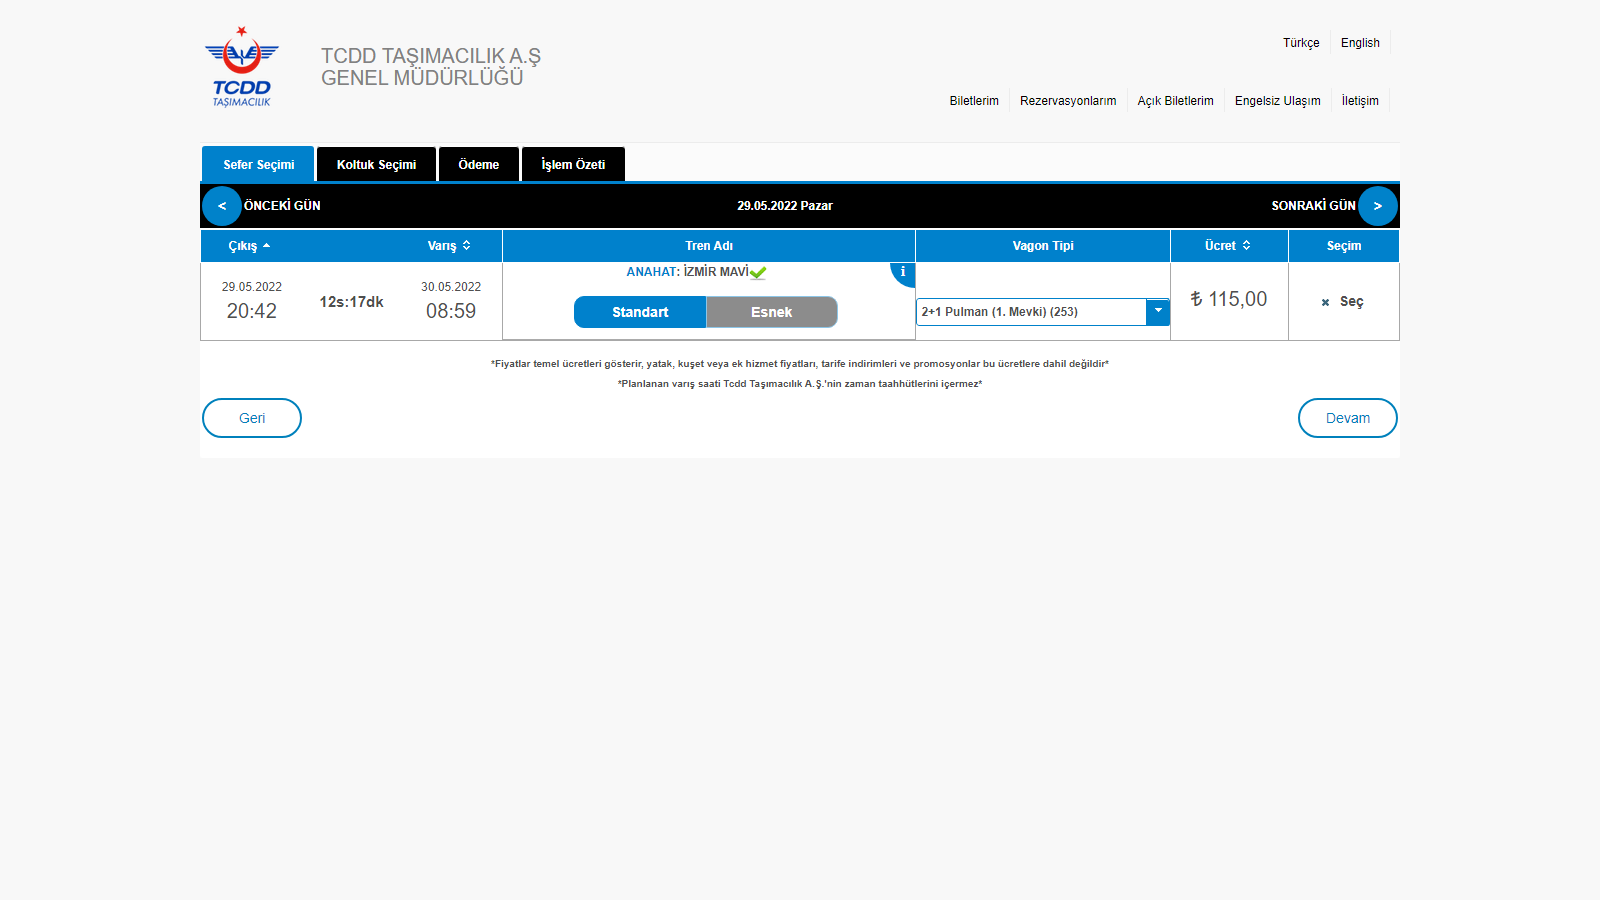 TCDD
TAŞIMACILIK
TCDD TAŞIMACILIK A.Ş
GENEL MÜDÜRLÜĞÜ
Türkçe English
Biletlerim Rezervasyonlarım Açık Biletlerim Engelsiz Ulaşım İletişim
Sefer Seçimi Koltuk Seçimi Ödeme İşlem Özeti
< ÖNCEKİ GÜN 29.05.2022 Pazar SONRAKİ GÜN >
Çıkış Varış Tren Adı Vagon Tipi Ücret Seçim
ANAHAT: İZMİR MAVİ i
29.05.2022 30.05.2022
20:42 12s:17dk 08:59
Standart Esnek
2+1 Pulman (1. Mevki) (253)
₺ 115,00
Seç
*Fiyatlar temel ücretleri gösterir, yatak, kuşet veya ek hizmet fiyatları, tarife indirimleri ve promosyonlar bu ücretlere dahil değildir*
*Planlanan varış saati Tcdd Taşımacılık A.Ş.'nin zaman taahhütlerini içermez*
Geri Devam